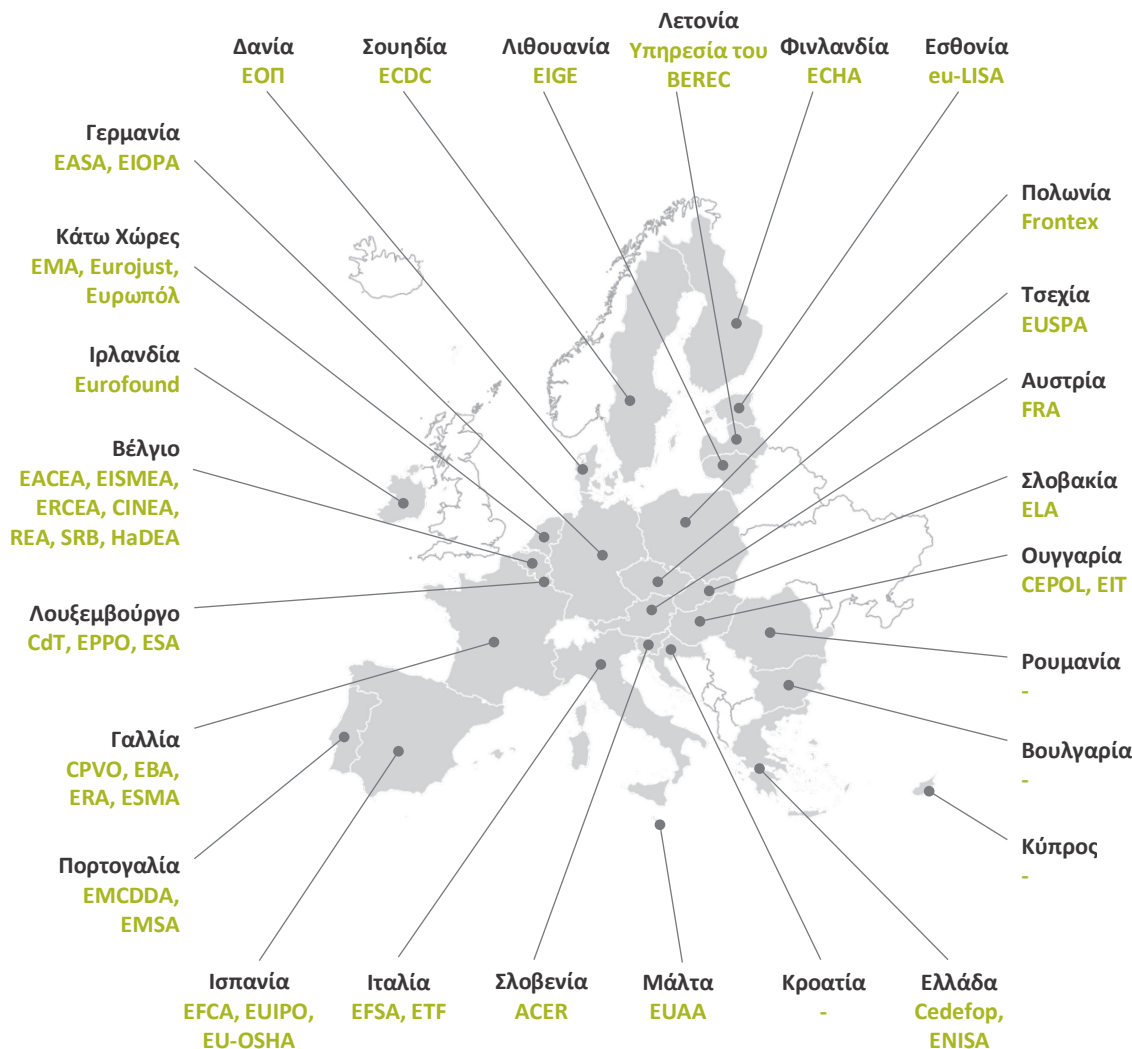 Δανία
ΕΟΠ
Σουηδία
ECDC
Λιθουανία
EIGE
Λετονία
Υπηρεσία του
BEREC
Φινλανδία
ECHA
Εσθονία
eu-LISA
Γερμανία
EASA, EIOPA
Κάτω Χώρες
EMA, Eurojust,
Ευρωπόλ
Ιρλανδία
Eurofound
Βέλγιο
EACEA, EISMEA,
ERCEA, CINEA,
REA, SRB, HaDEA
Λουξεμβούργο
CdT, EPPO, ESA
Γαλλία
CPVO, EBA,
ERA, ESMA
Πορτογαλία
EMCDDA,
EMSA
Πολωνία
Frontex
Τσεχία
EUSPA
Αυστρία
FRA
Σλοβακία
ELA
Ουγγαρία
CEPOL, EIT
Ρουμανία
-
Βουλγαρία
-
Κύπρος
-
Ισπανία
EFCA, EUIPO,
EU-OSHA
Ιταλία
EFSA, ETF
Σλοβενία
ACER
Μάλτα
EUAA
Κροατία
-
Ελλάδα
Cedefop,
ENISA